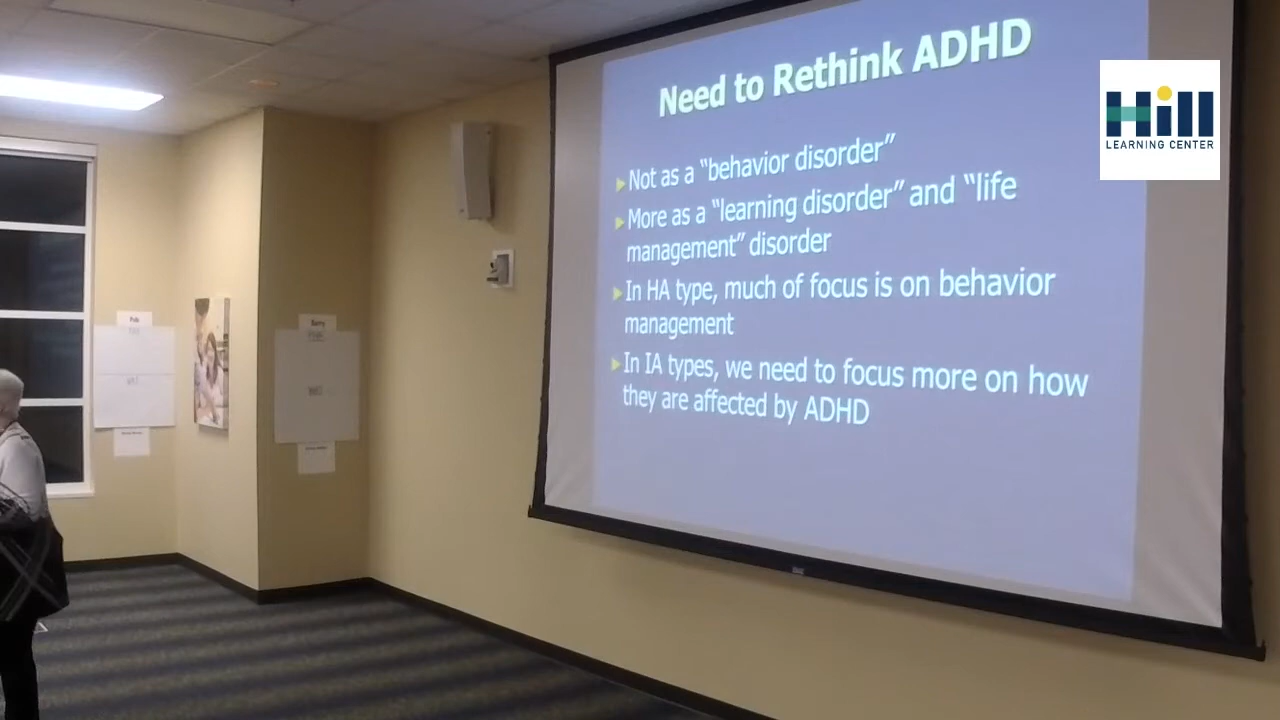 Need to Rethink ADHD
Hill
LEARNING CENTER
Not as a “behavior disorder”
More as a “learning disorder” and “life
management” disorder
In HA type, much of focus is on behavior
management
In IA types, we need to focus more on how
they are affected by ADHD